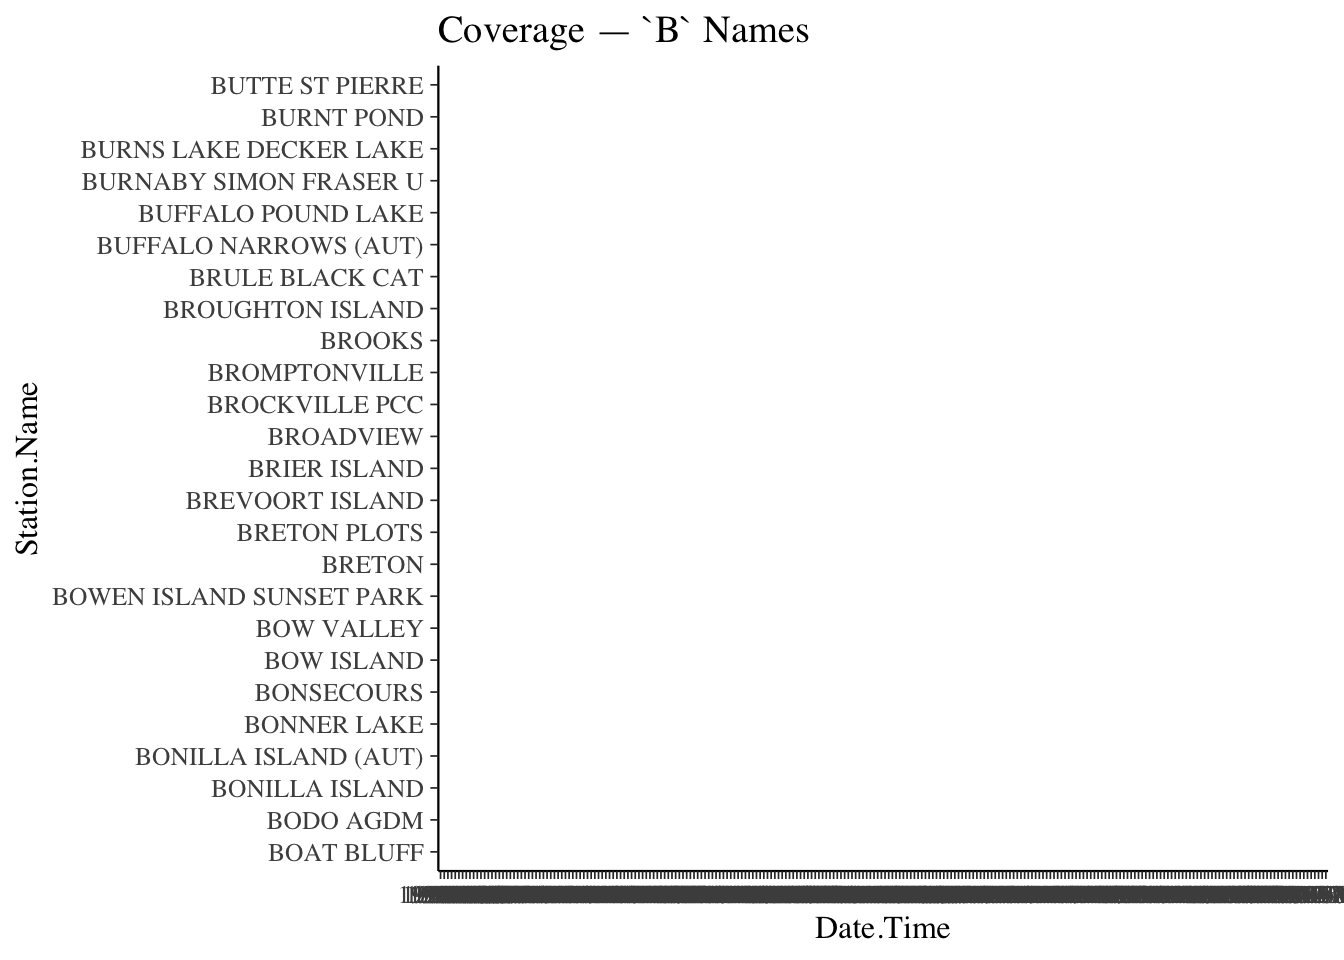 Coverage — `B` Names
BUTTE ST PIERRE
BURNT POND
BURNS LAKE DECKER LAKE
BURNABY SIMON FRASER U
BUFFALO POUND LAKE
BUFFALO NARROWS (AUT)
BRULE BLACK CAT
BROUGHTON ISLAND
BROOKS
BROMPTONVILLE
BROCKVILLE PCC
BROADVIEW
BRIER ISLAND
BREVOORT ISLAND
BRETON PLOTS
BRETON
BOWEN ISLAND SUNSET PARK
BOW VALLEY
BOW ISLAND
BONSECOURS
BONNER LAKE
BONILLA ISLAND (AUT)
BONILLA ISLAND
BODO AGDM
BOAT BLUFF
Station.Name
Date.Time